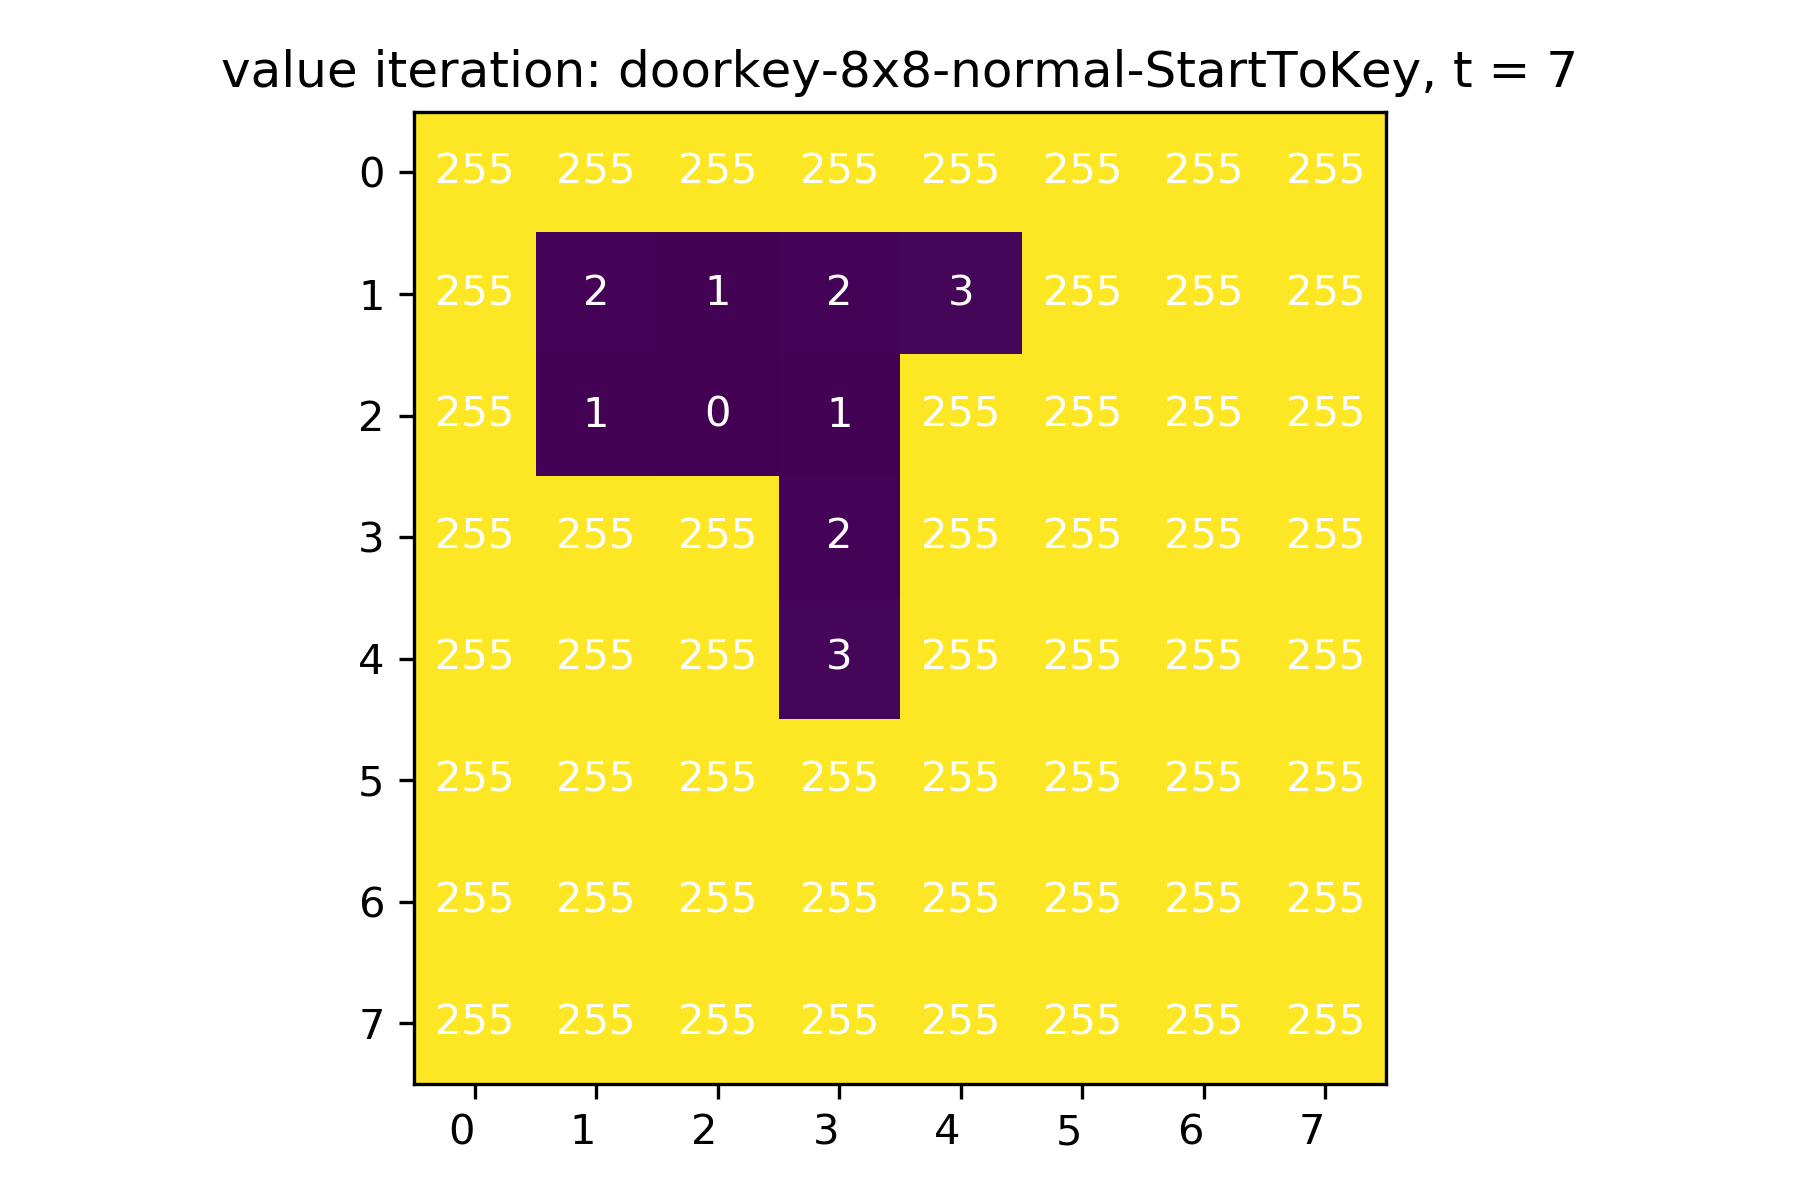 value iteration: doorkey-8x8-normal-StartToKey, t = 7
0 255 255 255 255 255 255 255 255
1 255 2 1 2 3 255 255 255
2 255 1 0 1 255 255 255 255
3 255 255 255 2 255 255 255 255
4 255 255 255 3 255 255 255 255
5 255 255 255 255 255 255 255 255
6 255 255 255 255 255 255 255 255
7 255 255 255 255 255 255 255 255
0 1 2 3 4 5 6 7